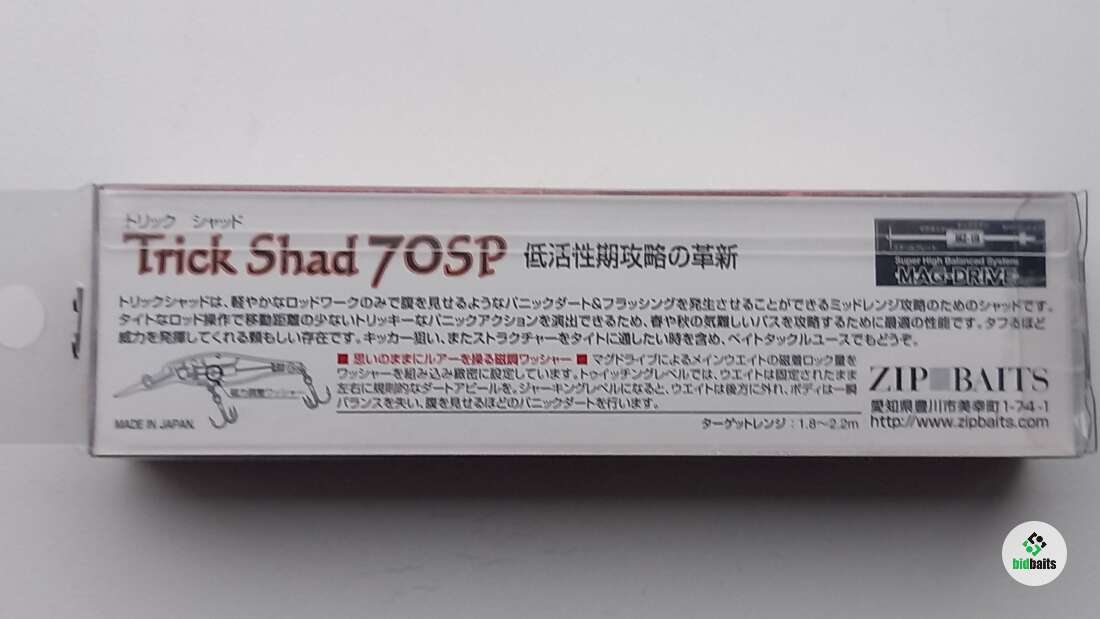 トリック シャッド
Trick Shad 70SP 低活性期攻略の革新
Super High Balanced System
MAG-DRIVE
トリックシャッドは、軽やかなロッドワークのみで腹を見せるようなパニックダート&フラッシングを発生させることができるミッドレンジ攻略のためのシャッドです。
タイトなロッド操作で移動距離の少ないトリッキーなパニックアクションを演出できるため、春や秋の気難しいバスを攻略するために最適の性能です。タフるほど
威力を発揮してくれる頼もしい存在です。キッカー狙い、またストラクチャーをタイトに通したい時を含め、ベイトタックルユースでもどうぞ。
■ 思いのままにルアーを操る磁調ワッシャー ■ マグドライブによるメインウエイトの磁着ロック量を
ワッシャーを組み込み緻密に設定しています。トゥイッチングレベルでは、ウエイトは固定されたまま
左右に規則的なダートアピールを。ジャーキングレベルになると、ウエイトは後方に外れ、ボディは一瞬
バランスを失い、腹を見せるほどのパニックダートを行います。
磁力調整ワッシャー
MADE IN JAPAN.
ターゲットレンジ:1.8~2.2m
ZIP BAITS
愛知県豊川市美幸町1-7-4-1
http://www.zipbaits.com
bidbaits